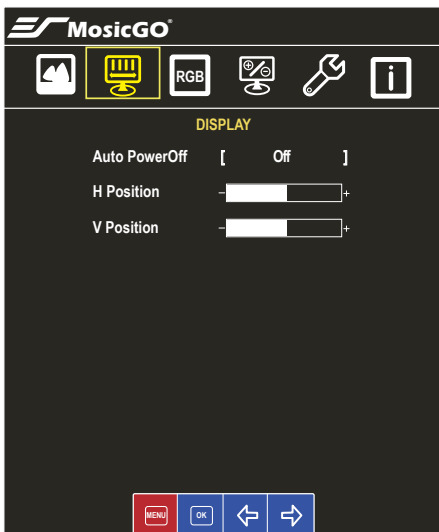 MosicGO®
RGB
DISPLAY
Auto PowerOff [ Off ]
H Position - +
V Position - +
MENU OK